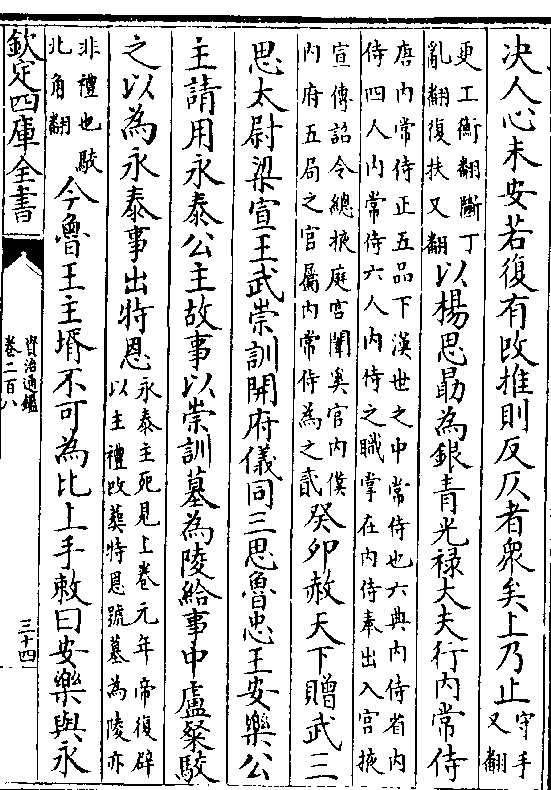 决人心未安若復有改推則反仄者衆矣上乃止
守手
又翻
更工衡翻斷丁
亂翻復扶又翻
以楊思勗為銀青光禄大夫行内常侍
唐内常侍正五品下漢世之中常侍也六典内侍省内
侍四人内常侍六人内侍之職掌在内侍奉出入宫掖
宣傳詔令總掖庭宫闈奚官内僕
内府五局之官屬内常侍為之貳
癸卯赦天下贈武三
思太尉梁宣王武崇訓開府儀同三思魯忠王安樂公
主請用永泰公主故事以崇訓墓為陵給事中盧粲駮
之以為永泰事出特恩
永泰主死見上卷元年帝復辟
以主禮改葬特恩號墓為陵亦
非禮也駮
北角翻
今魯王主壻不可為比上手敕曰安樂與永
欽定四庫全書
資治通鑑
卷二百八
三十四